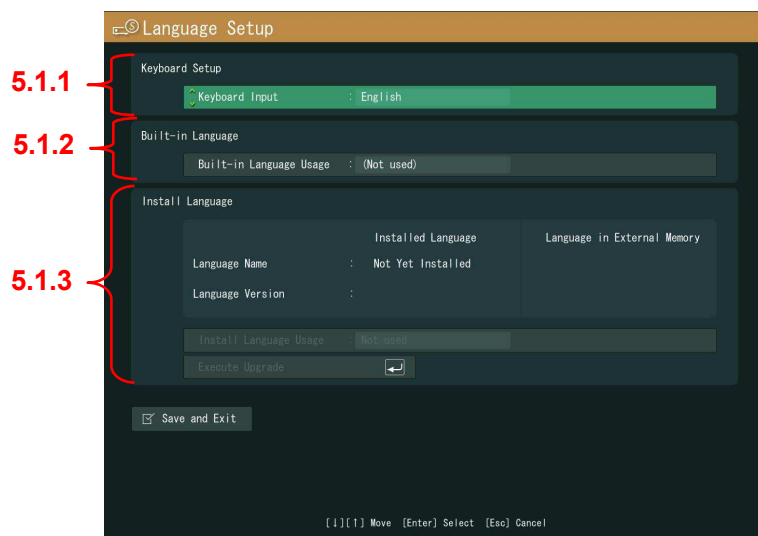 Language Setup
5.1.1
Keyboard Setup
Keyboard Input : English
5.1.2
Built-in Language
Built-in Language Usage : (Not used)
5.1.3
Install Language
Installed Language Language in External Memory
Language Name : Not Yet Installed
Language Version :
Install Language Usage : Not used
Execute Upgrade
Save and Exit
[↓][↑] Move [Enter] Select [Esc] Cancel